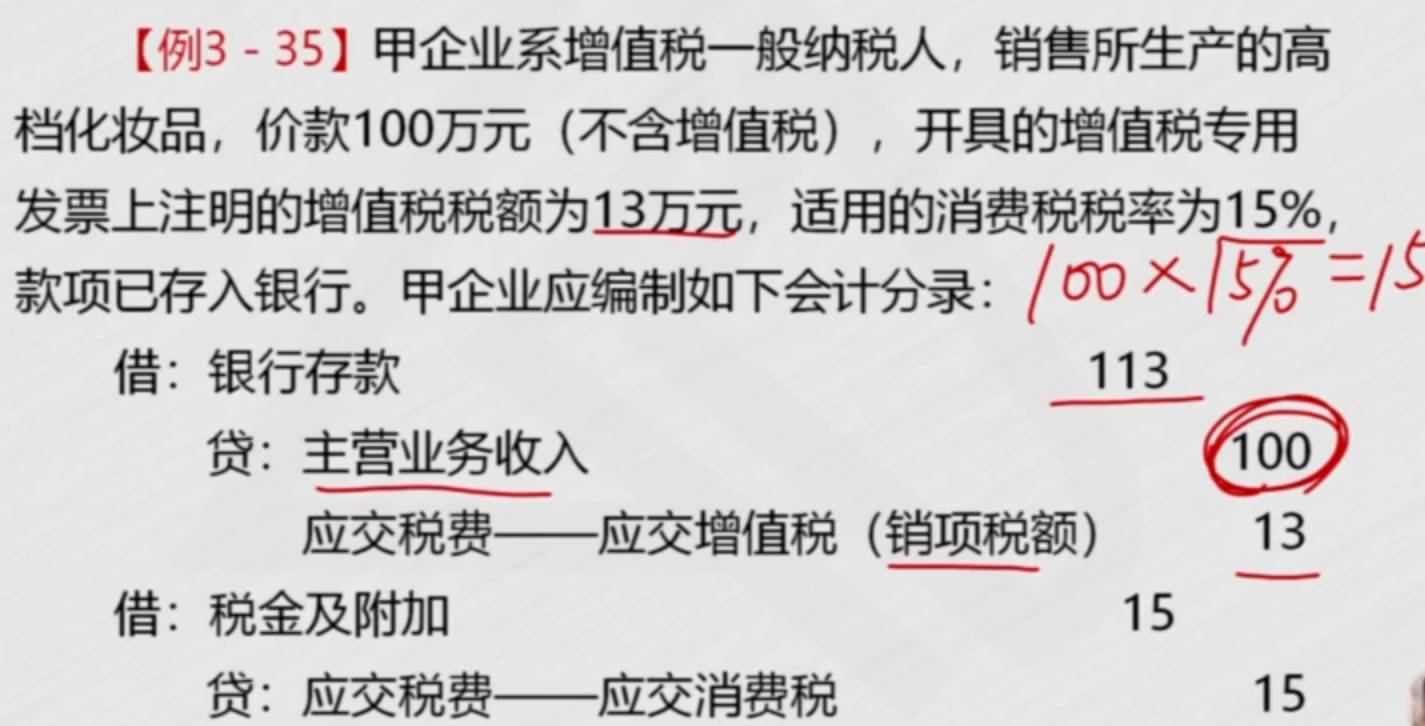 【例3-35】甲企业系增值税一般纳税人，销售所生产的高
档化妆品，价款100万元（不含增值税），开具的增值税专用
发票上注明的增值税税额为13万元，适用的消费税税率为15%，
款项已存入银行。甲企业应编制如下会计分录：
100×15%=15
借：银行存款 113
贷：主营业务收入 100
应交税费——应交增值税（销项税额） 13
借：税金及附加 15
贷：应交税费——应交消费税 15